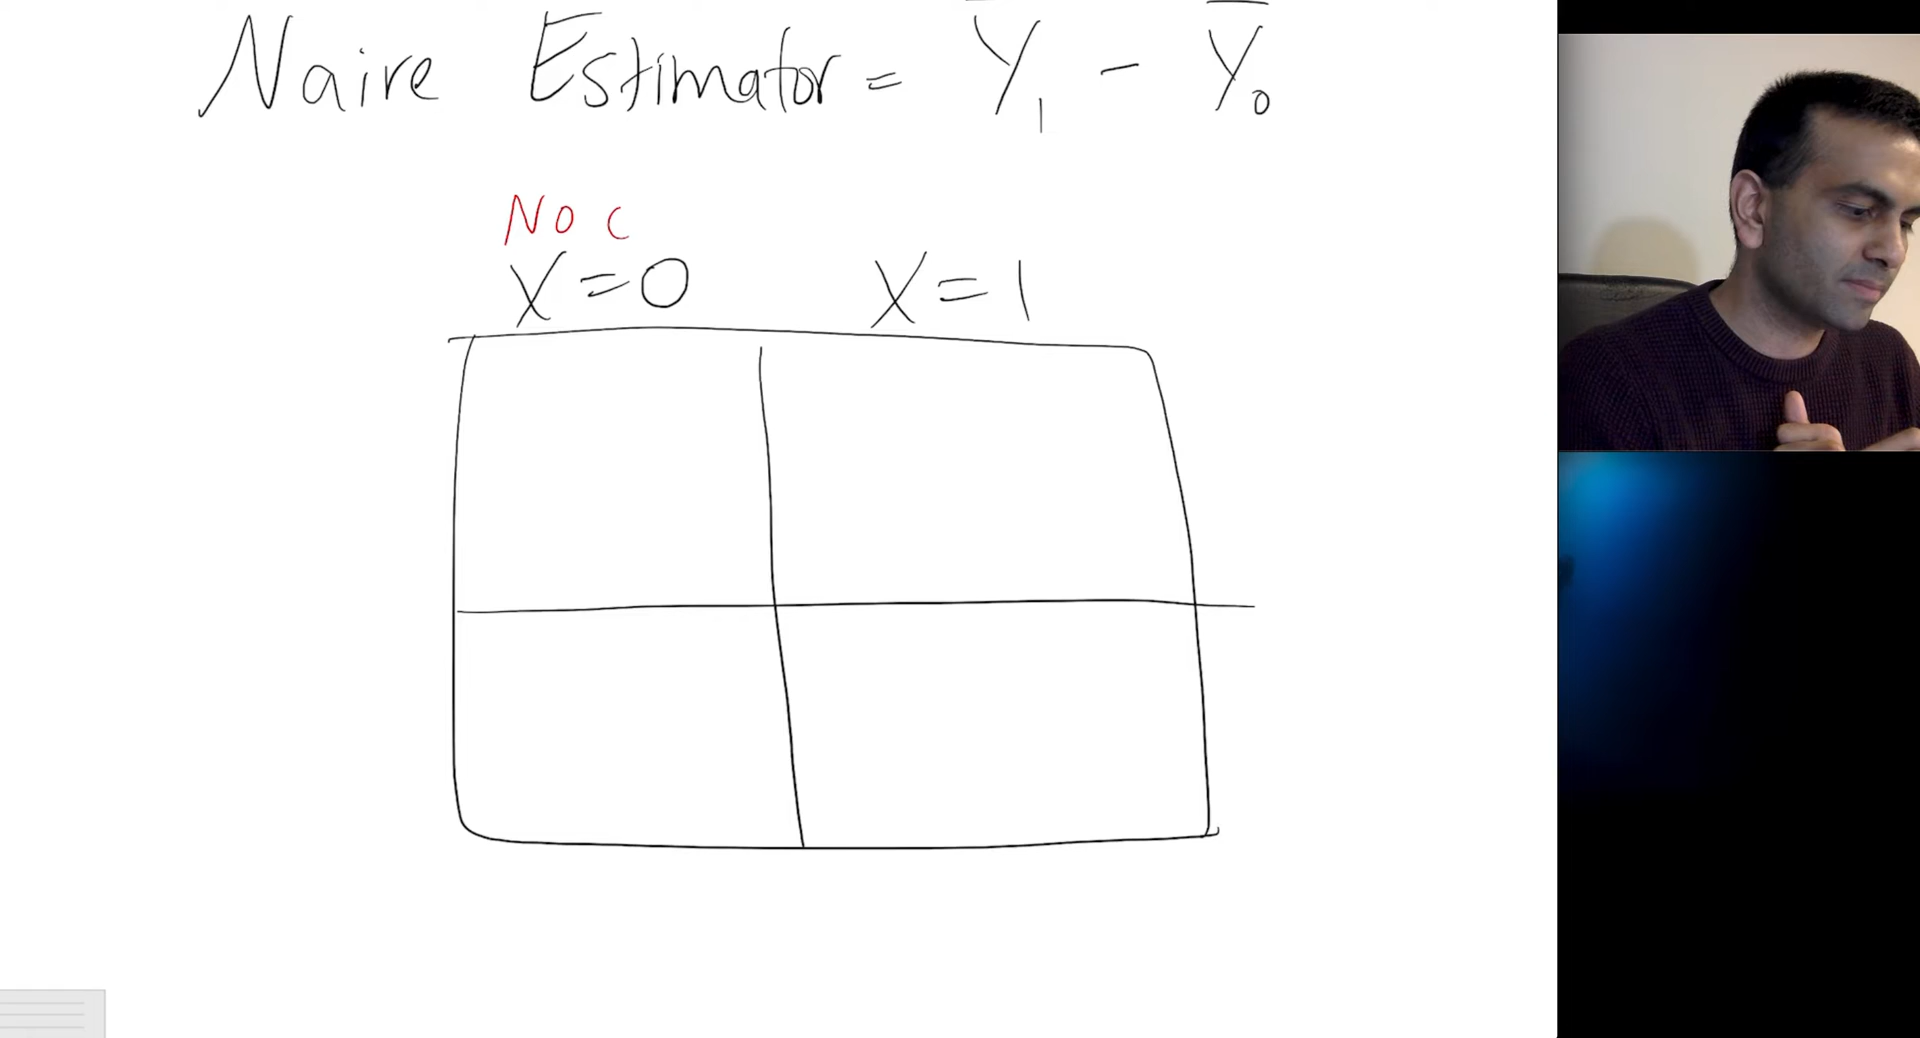 Naive Estimator = Y̅₁ - Y̅₀
No c
X=0 X=1